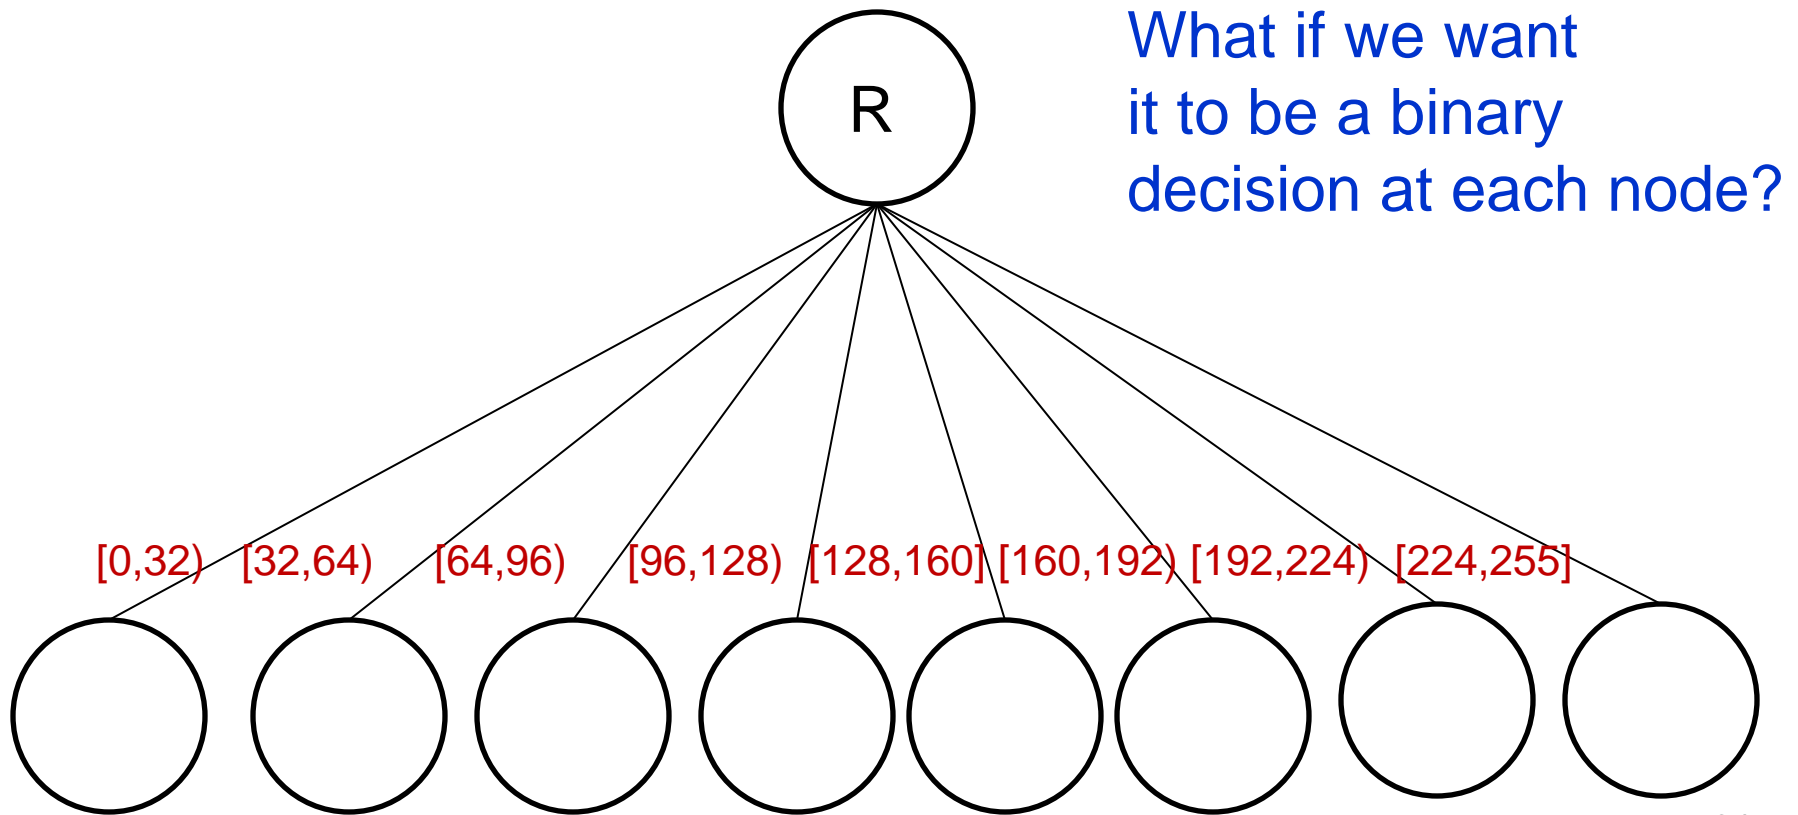 R
What if we want
it to be a binary
decision at each node?
[0,32) [32,64) [64,96) [96,128) [128,160] [160,192) [192,224) [224,255]